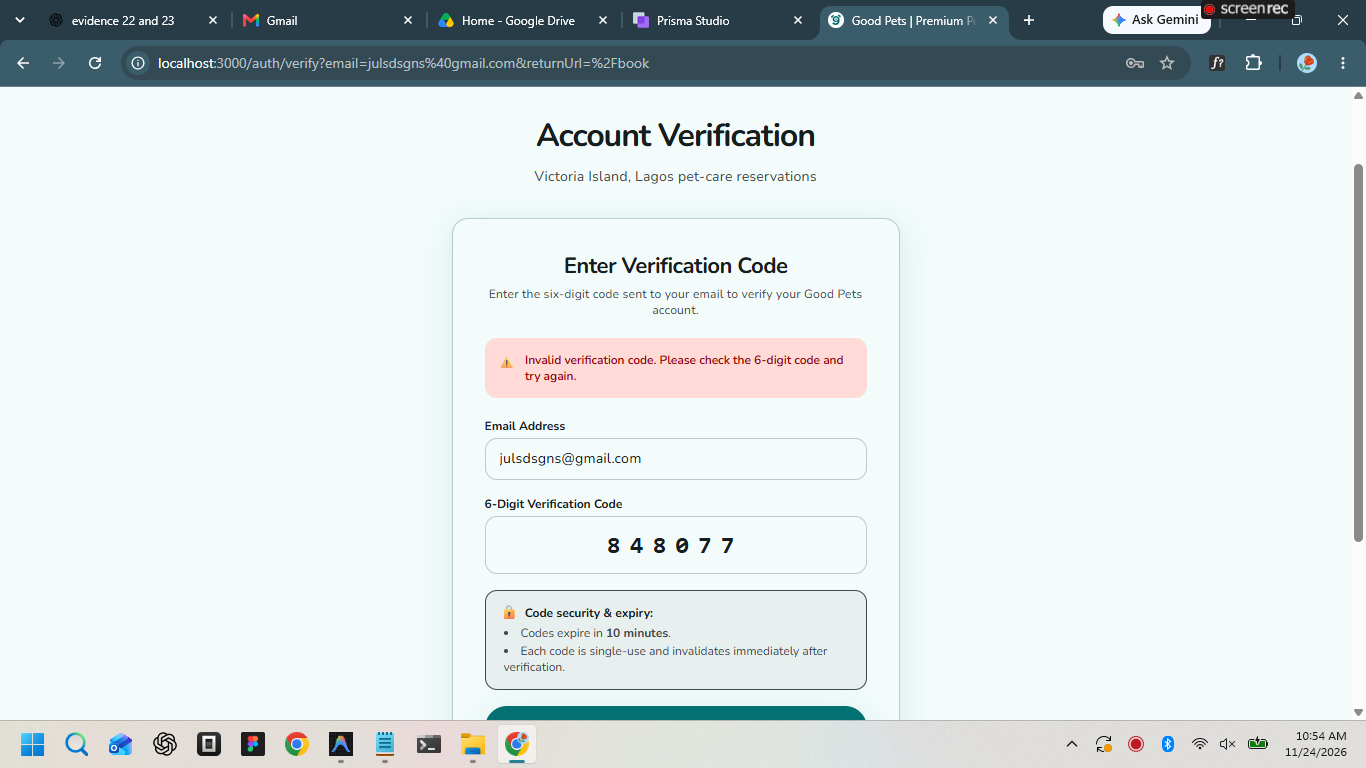 evidence 22 and 23
Gmail
Home - Google Drive
Prisma Studio
Good Pets | Premium P
Ask Gemini
screenrec
localhost:3000/auth/verify?email=julsdsgns%40gmail.com&returnUrl=%2Fbook
f?
Account Verification
Victoria Island, Lagos pet-care reservations
Enter Verification Code
Enter the six-digit code sent to your email to verify your Good Pets
account.
Invalid verification code. Please check the 6-digit code and
try again.
Email Address
julsdsgns@gmail.com
6-Digit Verification Code
848077
Code security & expiry:
• Codes expire in 10 minutes.
• Each code is single-use and invalidates immediately after
verification.
10:54 AM
11/24/2026